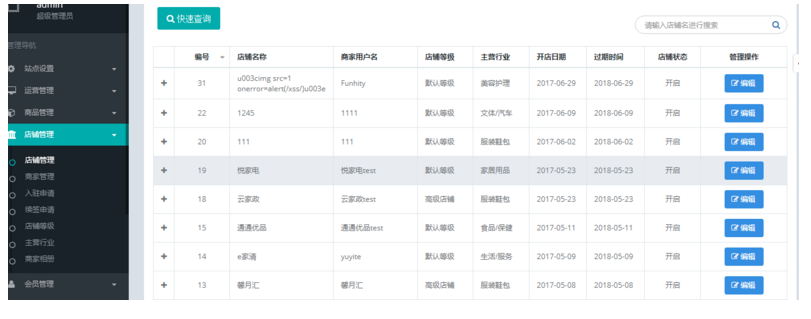 admin
超级管理员
管理导航
站点设置
运营管理
商品管理
店铺管理
店铺管理
商家管理
入驻申请
续签申请
店铺等级
主营行业
商家相册
会员管理
快速查询
请输入店铺名进行搜索
编号 店铺名称 商家用户名 店铺等级 主营行业 开店日期 过期时间 店铺状态 管理操作
+ 31 u003cimg src=1 onerror=alert(/xss/)u003e Funhity 默认等级 美容护理 2017-06-29 2018-06-29 开启 编辑
+ 22 1245 1111 默认等级 文体/汽车 2017-06-09 2018-06-09 开启 编辑
+ 20 111 111 默认等级 服装鞋包 2017-06-02 2018-06-02 开启 编辑
+ 19 悦家电 悦家电test 默认等级 家居用品 2017-05-23 2018-05-23 开启 编辑
+ 18 云家政 云家政test 高级店铺 服装鞋包 2017-05-23 2018-05-23 开启 编辑
+ 15 通通优品 通通优品test 默认等级 食品/保健 2017-05-11 2018-05-11 开启 编辑
+ 14 e家清 yuyite 默认等级 生活/服务 2017-05-09 2018-05-09 开启 编辑
+ 13 馨月汇 馨月汇 高级店铺 服装鞋包 2017-05-08 2018-05-08 开启 编辑